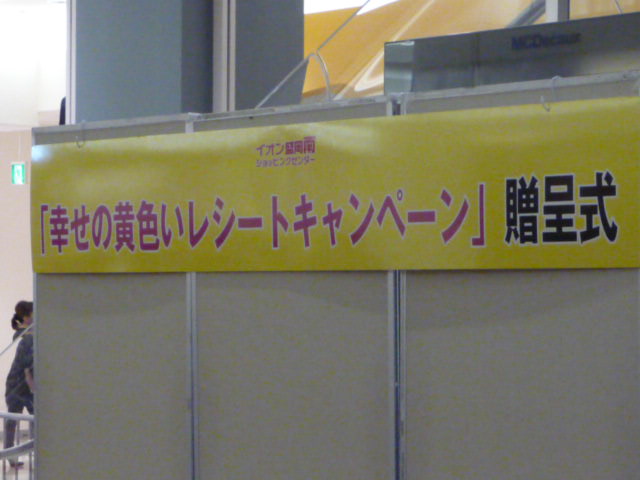 イオン盛岡南
ショッピングセンター
「幸せの黄色いレシートキャンペーン」贈呈式